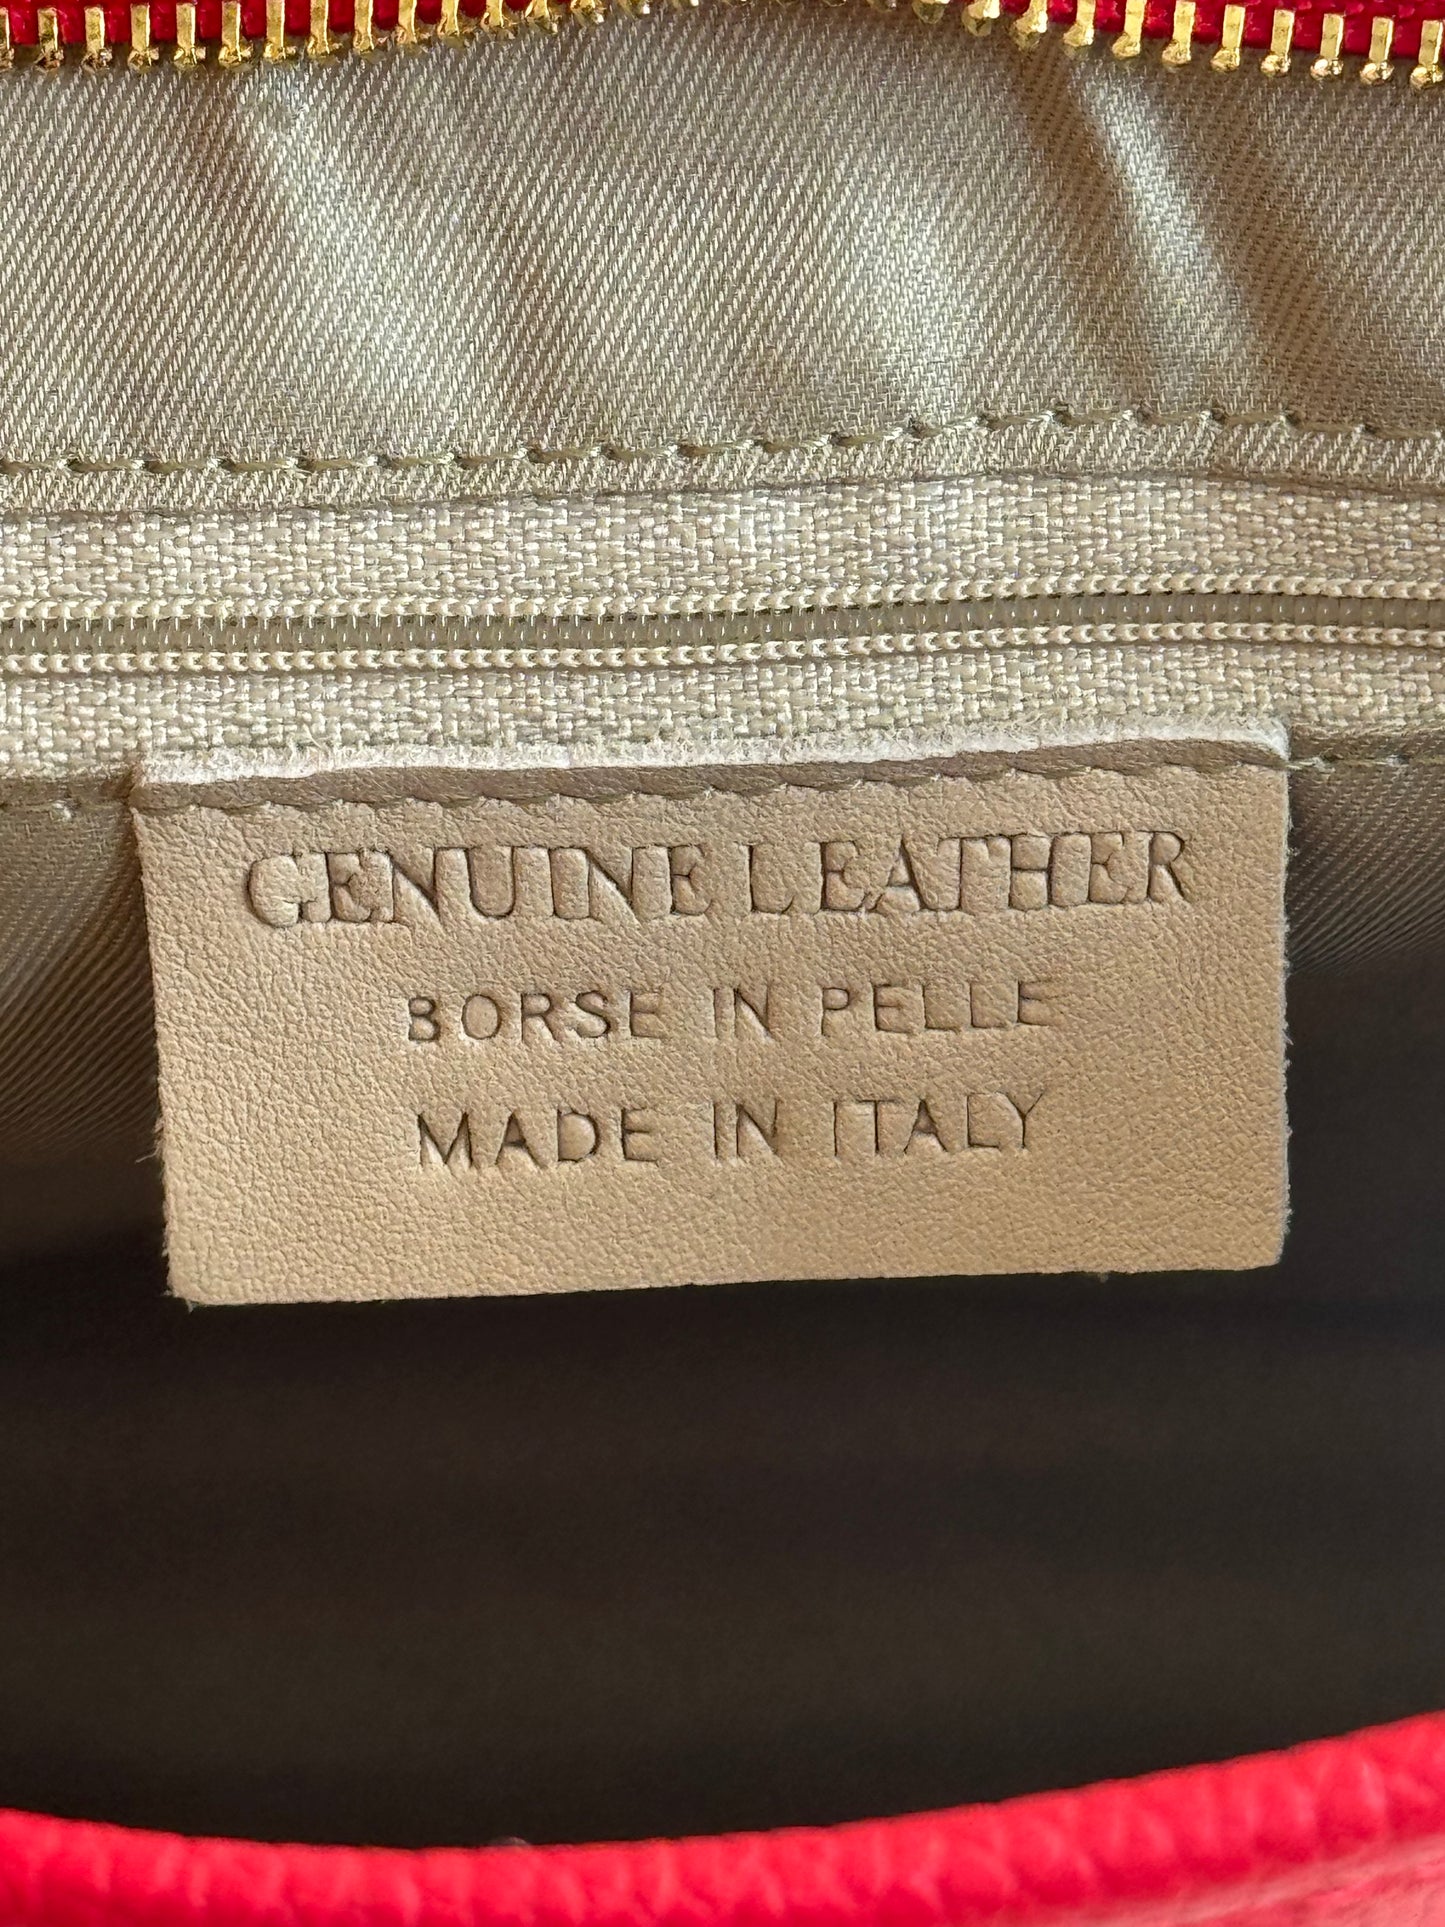 GENUINE LEATHER
BORSE IN PELLE
MADE IN ITALY